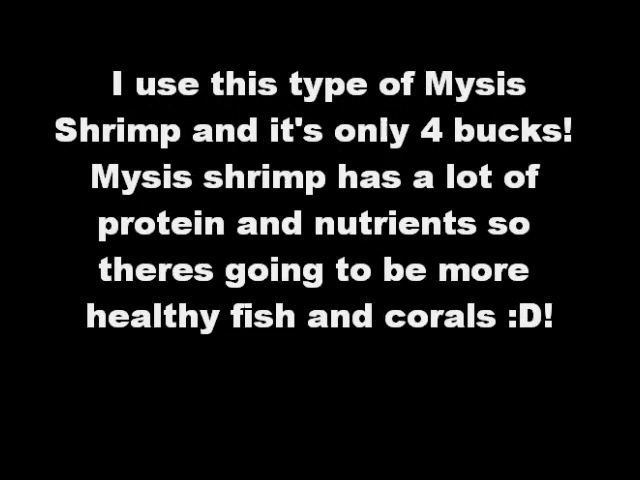 I use this type of Mysis
Shrimp and it's only 4 bucks!
Mysis shrimp has a lot of
protein and nutrients so
theres going to be more
healthy fish and corals :D!